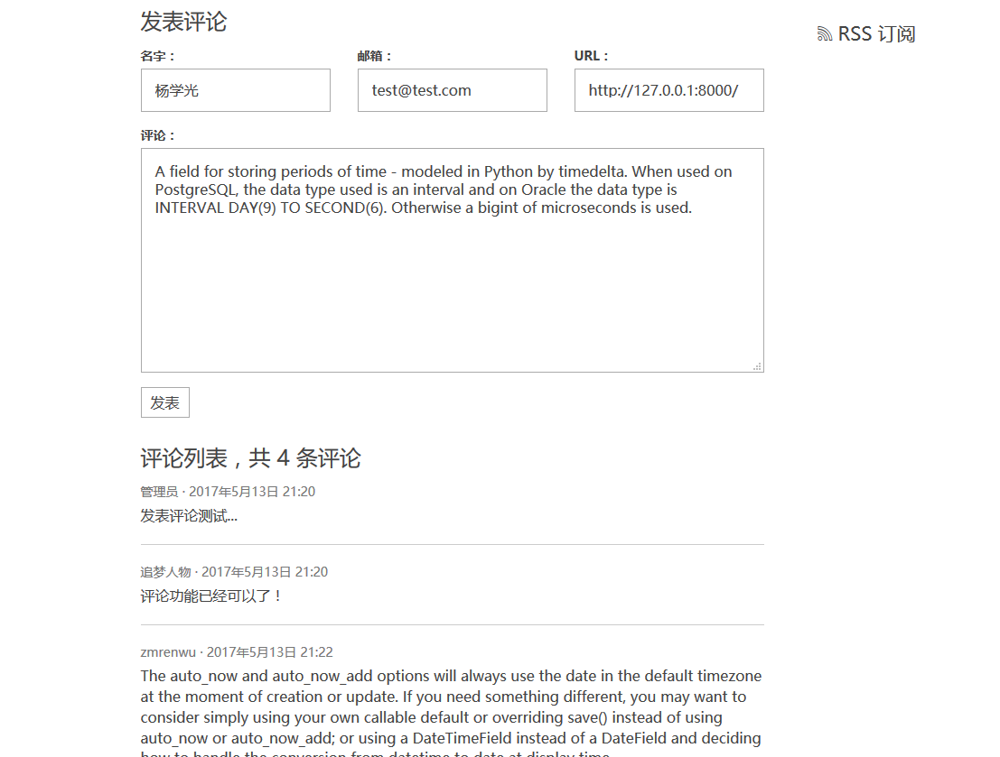 发表评论
RSS 订阅
名字：
邮箱：
URL：
杨学光
test@test.com
http://127.0.0.1:8000/
评论：
A field for storing periods of time - modeled in Python by timedelta. When used on
PostgreSQL, the data type used is an interval and on Oracle the data type is
INTERVAL DAY(9) TO SECOND(6). Otherwise a bigint of microseconds is used.
发表
评论列表，共 4 条评论
管理员 · 2017年5月13日 21:20
发表评论测试...
追梦人物 · 2017年5月13日 21:20
评论功能已经可以了！
zmrenwu · 2017年5月13日 21:22
The auto_now and auto_now_add options will always use the date in the default timezone
at the moment of creation or update. If you need something different, you may want to
consider simply using your own callable default or overriding save() instead of using
auto_now or auto_now_add; or using a DateTimeField instead of a DateField and deciding
how to handle the conversion from datetime to date at display time.